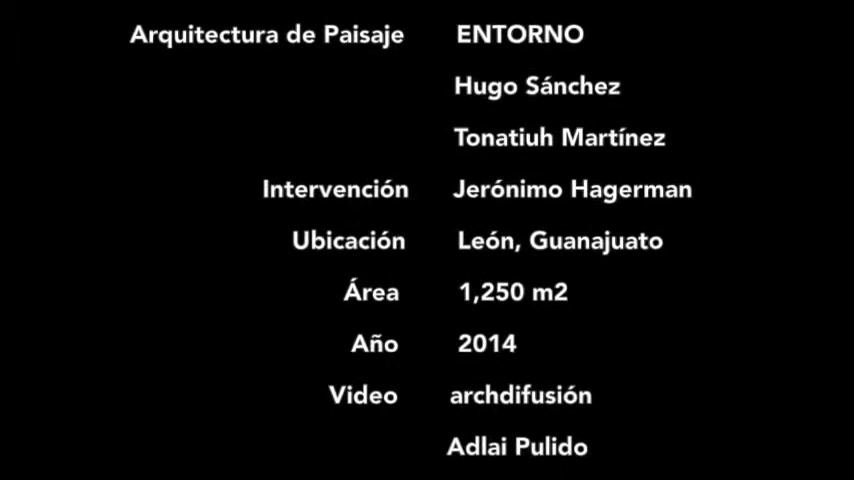 Arquitectura de Paisaje ENTORNO
Hugo Sánchez
Tonatiuh Martínez
Intervención Jerónimo Hagerman
Ubicación León, Guanajuato
Área 1,250 m2
Año 2014
Video archdifusión
Adlai Pulido